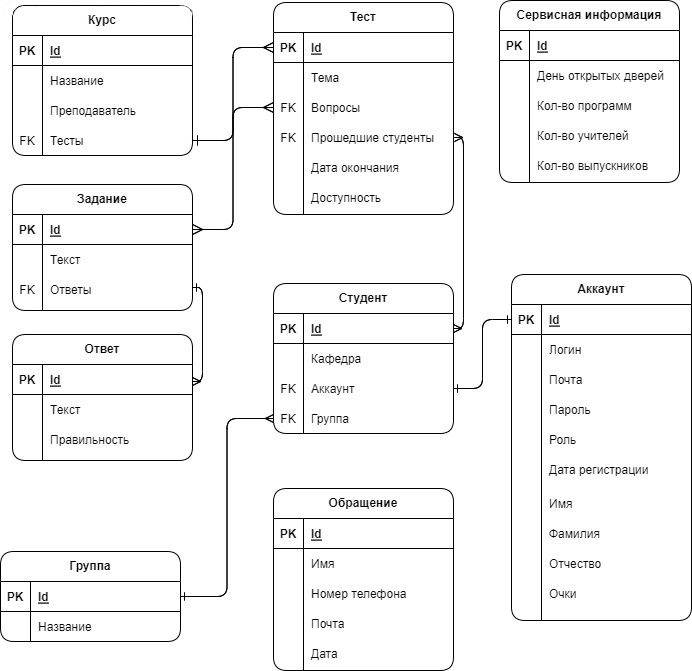 Курс
PK Id
Название
Преподаватель
FK Тесты
Тест
PK Id
Тема
FK Вопросы
FK Прошедшие студенты
Дата окончания
Доступность
Сервисная информация
PK Id
День открытых дверей
Кол-во программ
Кол-во учителей
Кол-во выпускников
Задание
PK Id
Текст
FK Ответы
Ответ
PK Id
Текст
Правильность
Студент
PK Id
Кафедра
FK Аккаунт
FK Группа
Аккаунт
PK Id
Логин
Почта
Пароль
Роль
Дата регистрации
Имя
Фамилия
Отчество
Очки
Группа
PK Id
Название
Обращение
PK Id
Имя
Номер телефона
Почта
Дата